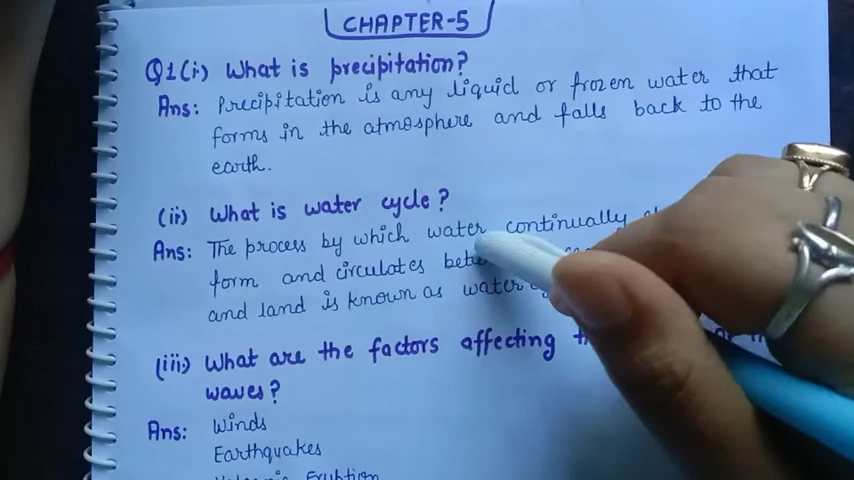 CHAPTER-5
Q1(i) What is precipitation?
Ans: Precipitation is any liquid or frozen water that
forms in the atmosphere and falls back to the
earth.
(ii) What is water cycle?
Ans: The process by which water continually
form and circulates
and land is known as water
(iii) What are the factors affecting
waves?
Ans: Winds
Earthquakes
Eruption